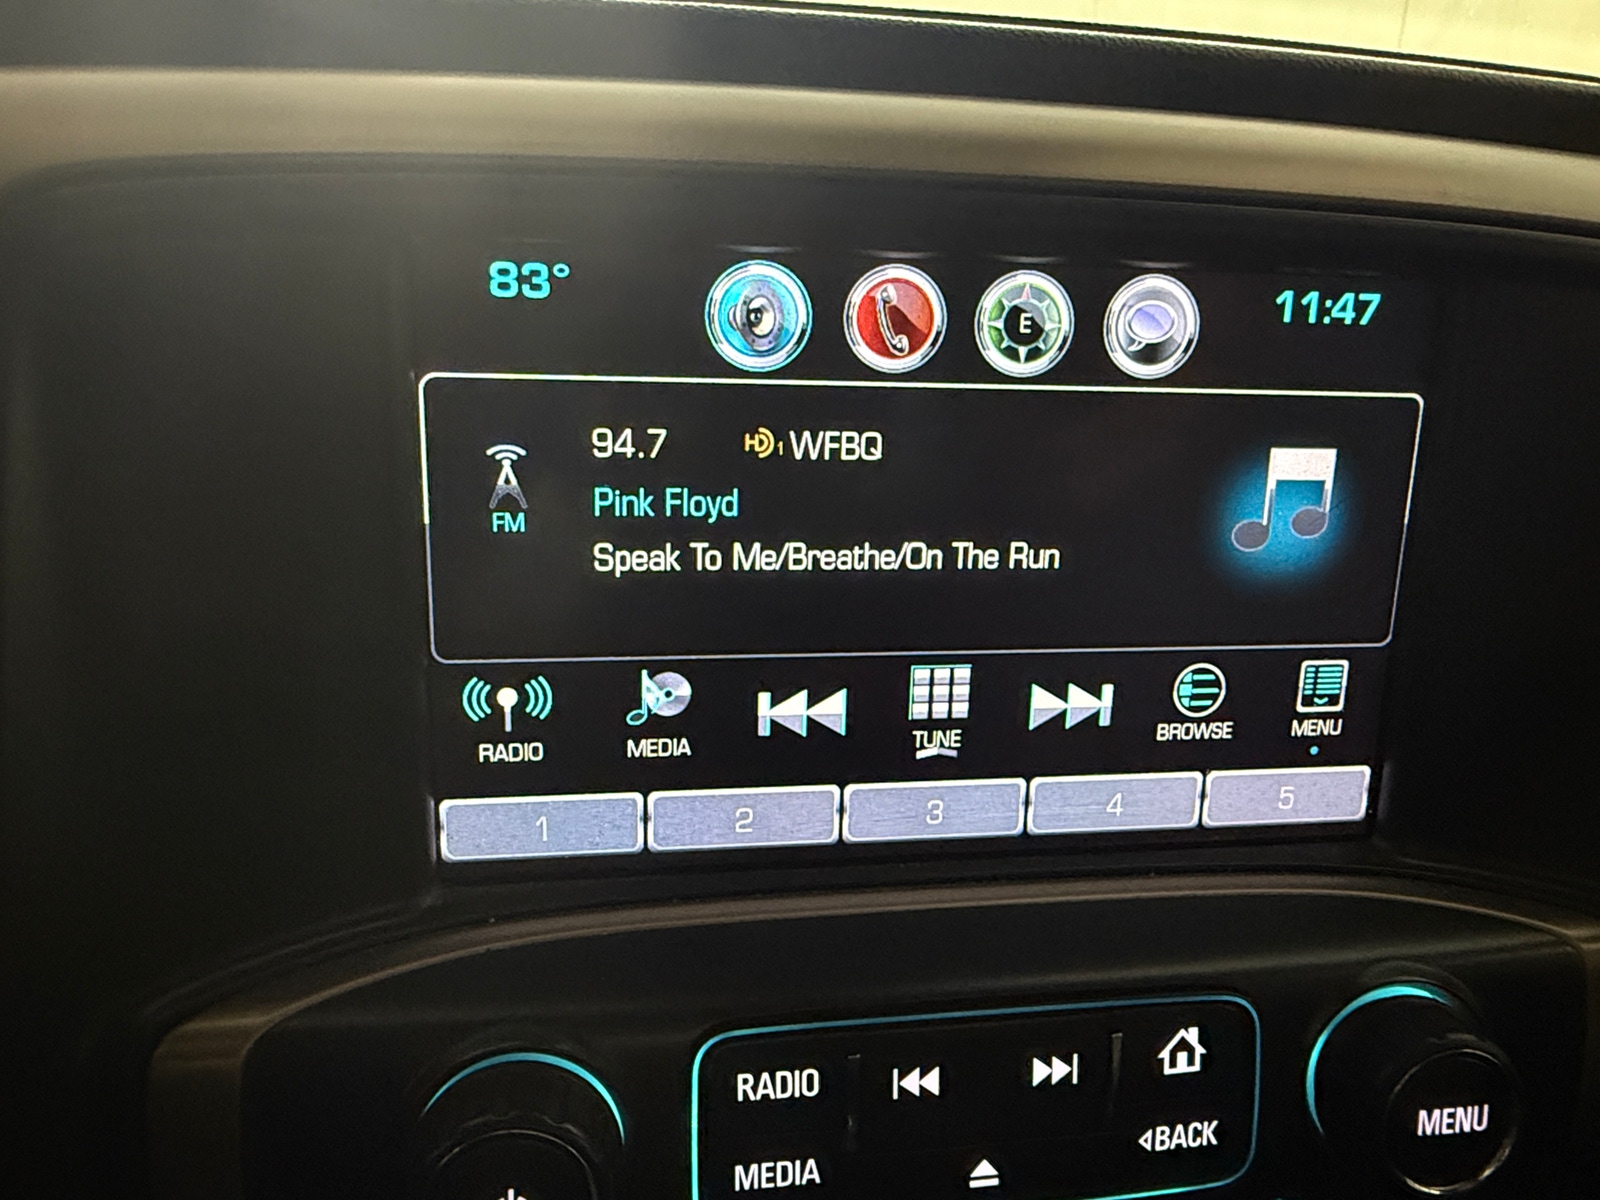 83° 11:47
E
94.7 HD1 WFBQ
Pink Floyd
FM
Speak To Me/Breathe/On The Run
RADIO MEDIA TUNE BROWSE MENU
1 2 3 4 5
RADIO
MENU
◁BACK
MEDIA